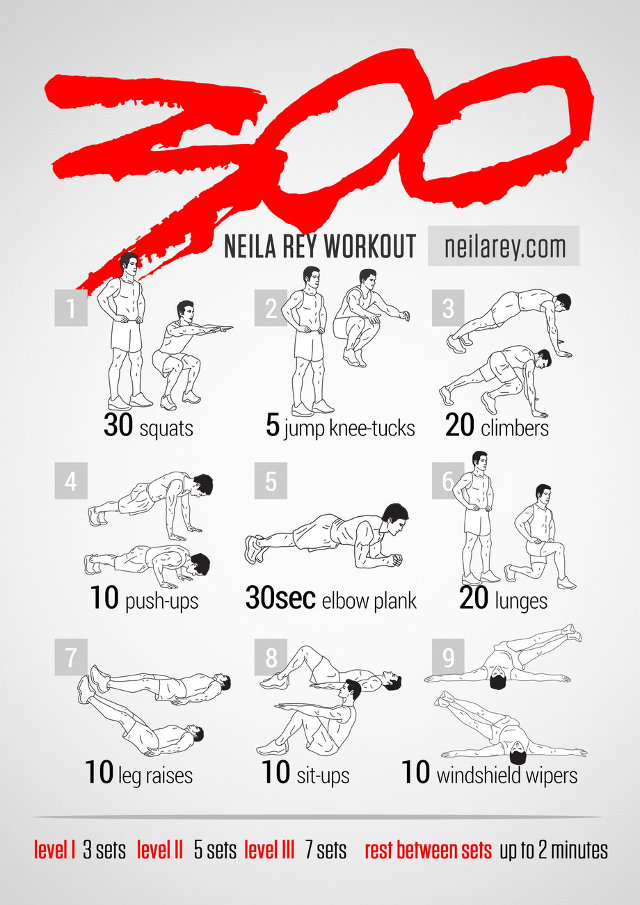 300
NEILA REY WORKOUT neilarey.com
1
2
3
30 squats
5 jump knee-tucks
20 climbers
4
5
6
10 push-ups
30sec elbow plank
20 lunges
7
8
9
10 leg raises
10 sit-ups
10 windshield wipers
level I 3 sets level II 5 sets level III 7 sets rest between sets up to 2 minutes